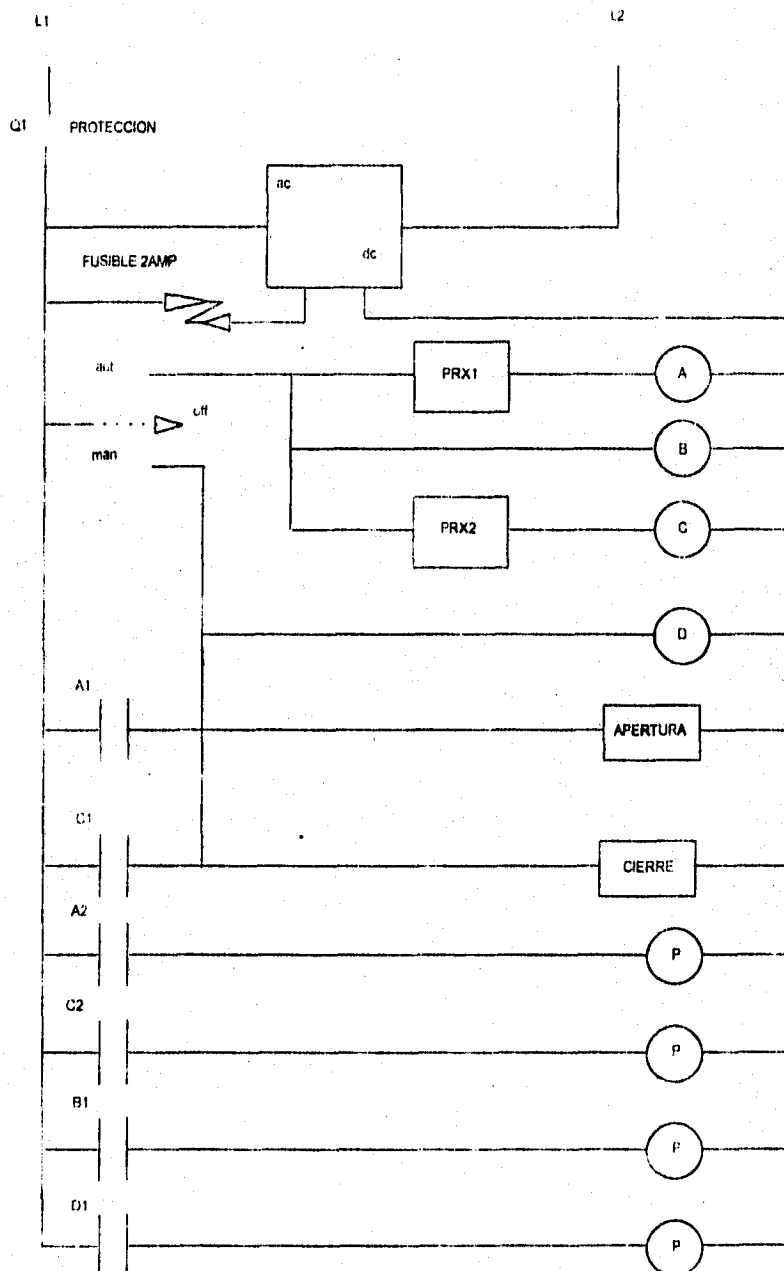 L1
L2
Q1 PROTECCION
ac
dc
FUSIBLE 2AMP
aut
PRX1
A
off
B
man
PRX2
C
D
A1
APERTURA
C1
CIERRE
A2
P
C2
P
B1
P
D1
P